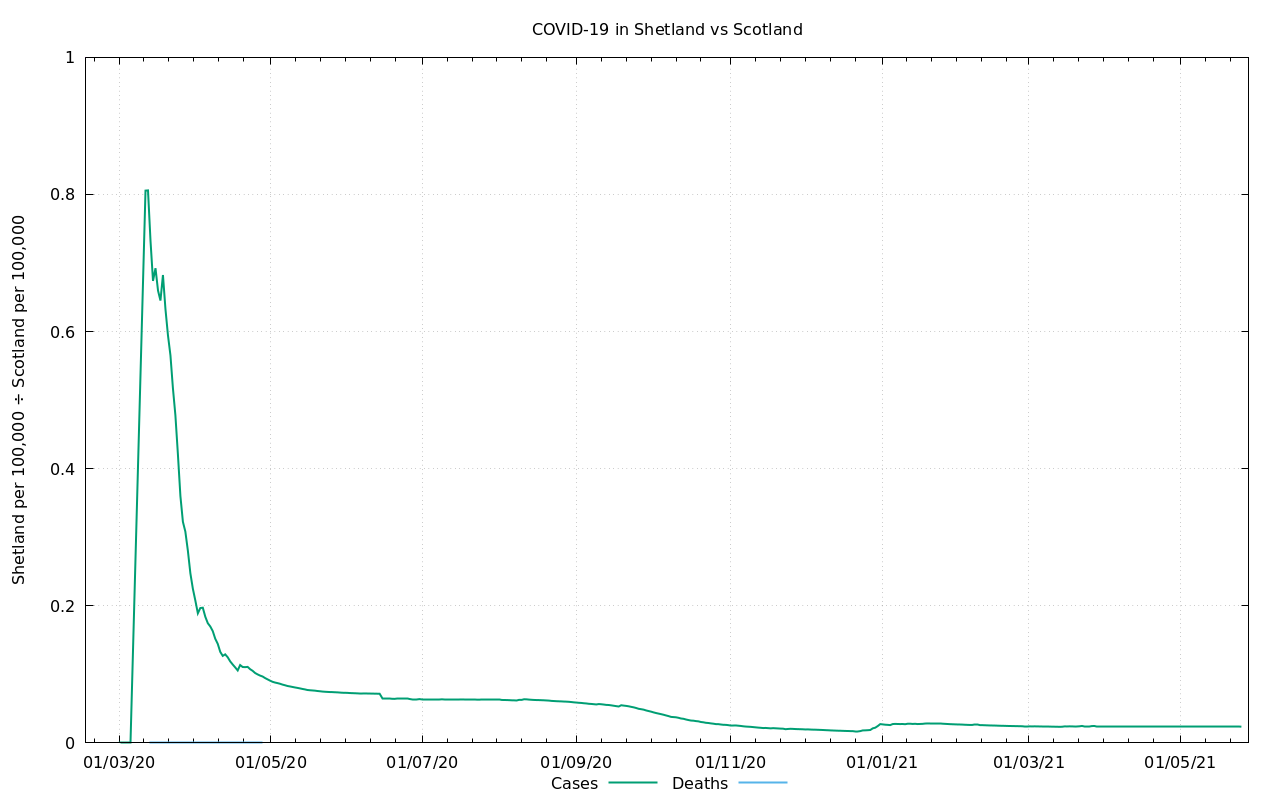 COVID-19 in Shetland vs Scotland
Shetland per 100,000 ÷ Scotland per 100,000
1
0.8
0.6
0.4
0.2
0
01/03/20 01/05/20 01/07/20 01/09/20 01/11/20 01/01/21 01/03/21 01/05/21
Cases Deaths